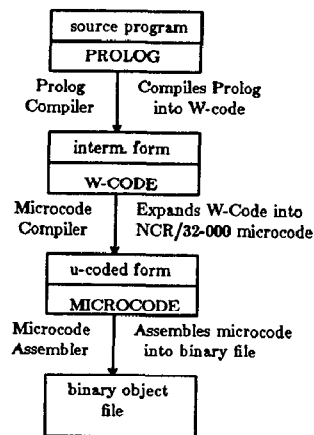 source program
PROLOG
Prolog
Compiler
Compiles Prolog
into W-code
interm. form
W-CODE
Microcode
Compiler
Expands W-Code into
NCR/32-000 microcode
u-coded form
MICROCODE
Microcode
Assembler
Assembles microcode
into binary file
binary object
file